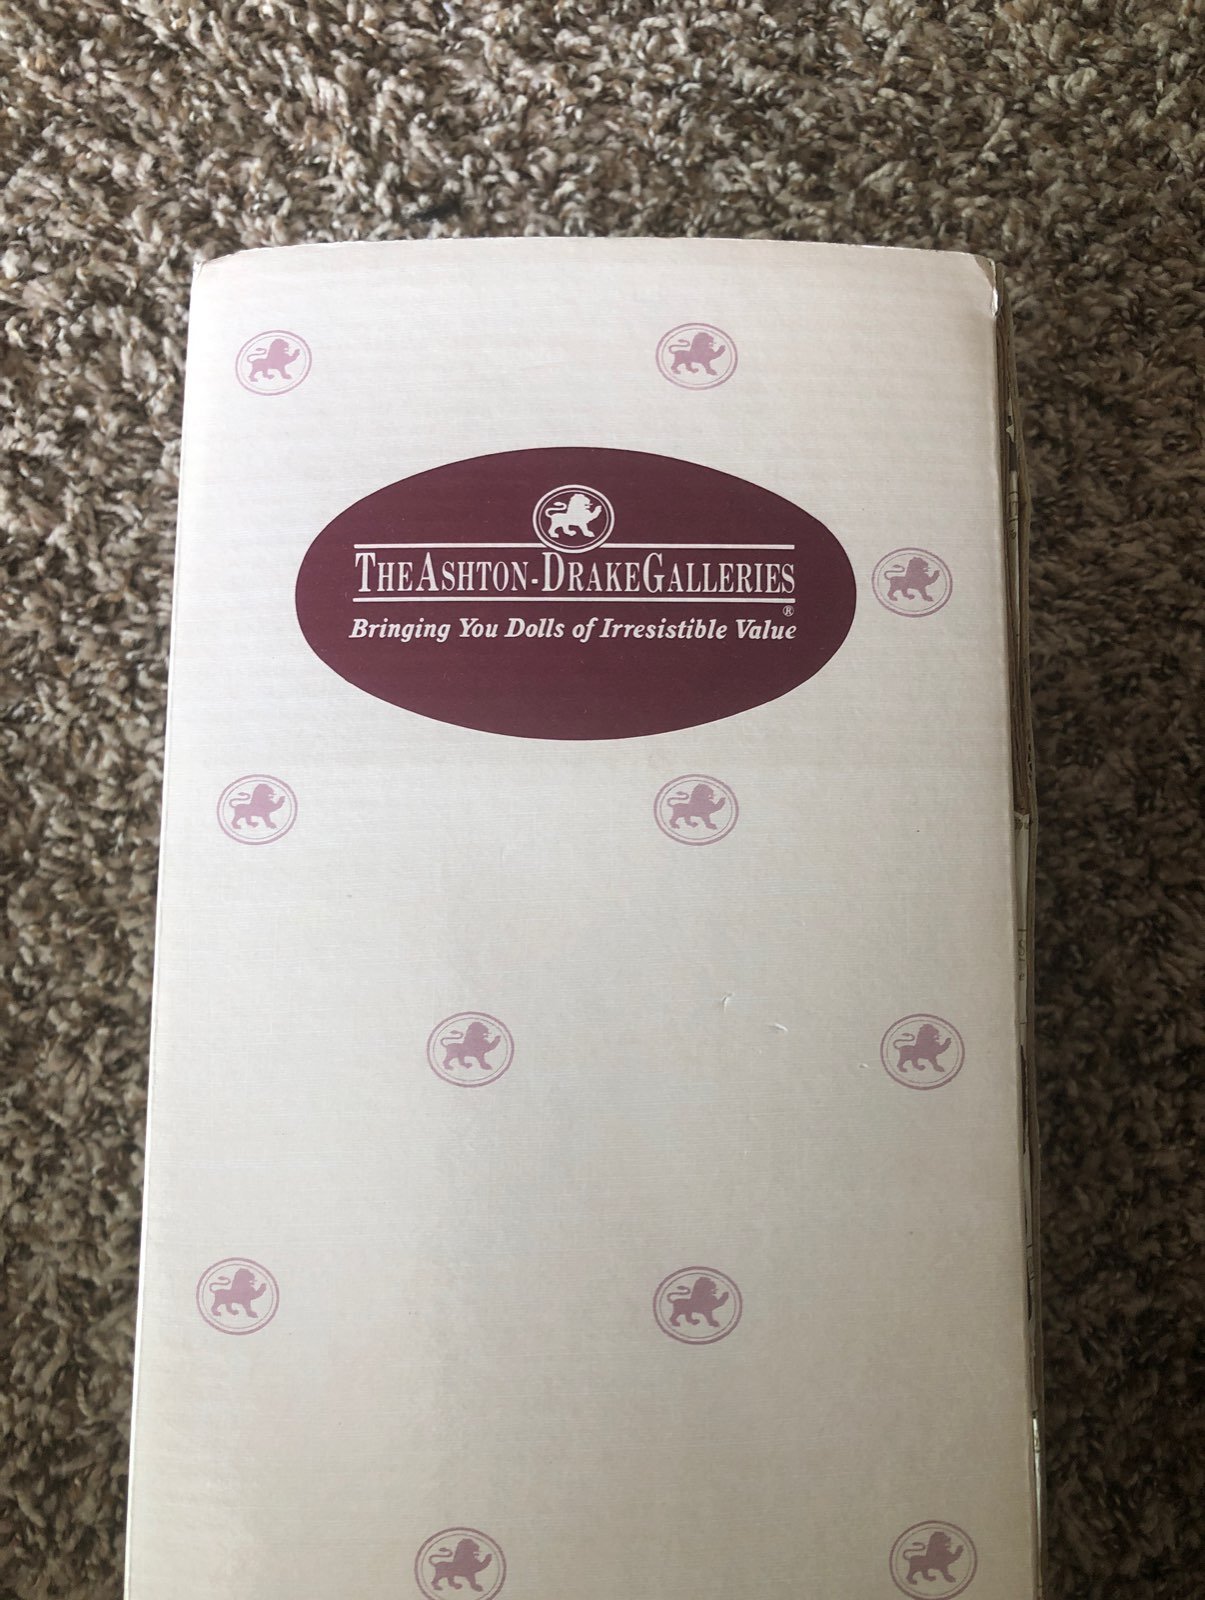 THE ASHTON-DRAKE GALLERIES
®
Bringing You Dolls of Irresistible Value